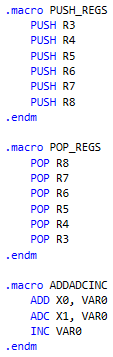 .macro PUSH_REGS
PUSH R3
PUSH R4
PUSH R5
PUSH R6
PUSH R7
PUSH R8
.endm
.macro POP_REGS
POP R8
POP R7
POP R6
POP R5
POP R4
POP R3
.endm
.macro ADDADCINC
ADD X0, VAR0
ADC X1, VAR0
INC VAR0
.endm